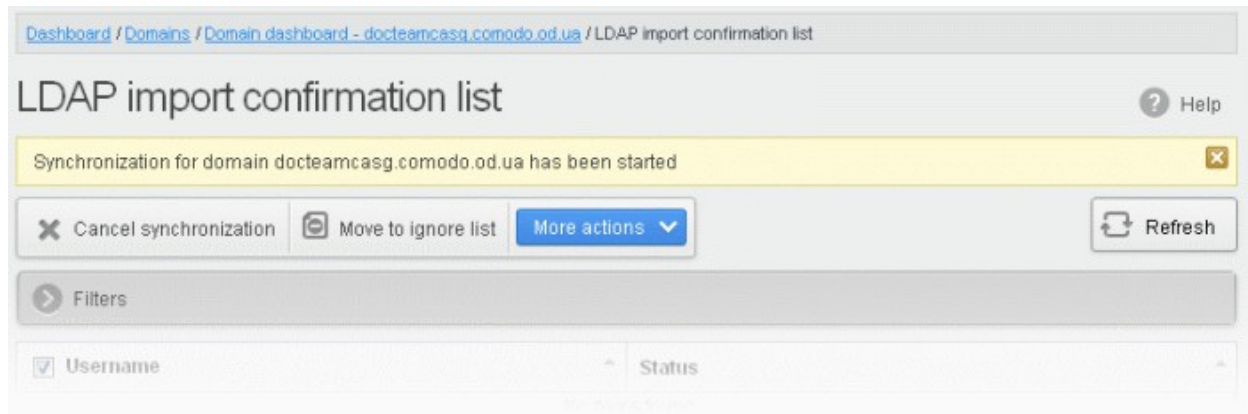 Dashboard / Domains / Domain dashboard - docteamcasg.comodo.od.ua / LDAP import confirmation list
LDAP import confirmation list
Help
Synchronization for domain docteamcasg.comodo.od.ua has been started
Cancel synchronization Move to ignore list More actions Refresh
Filters
Username Status